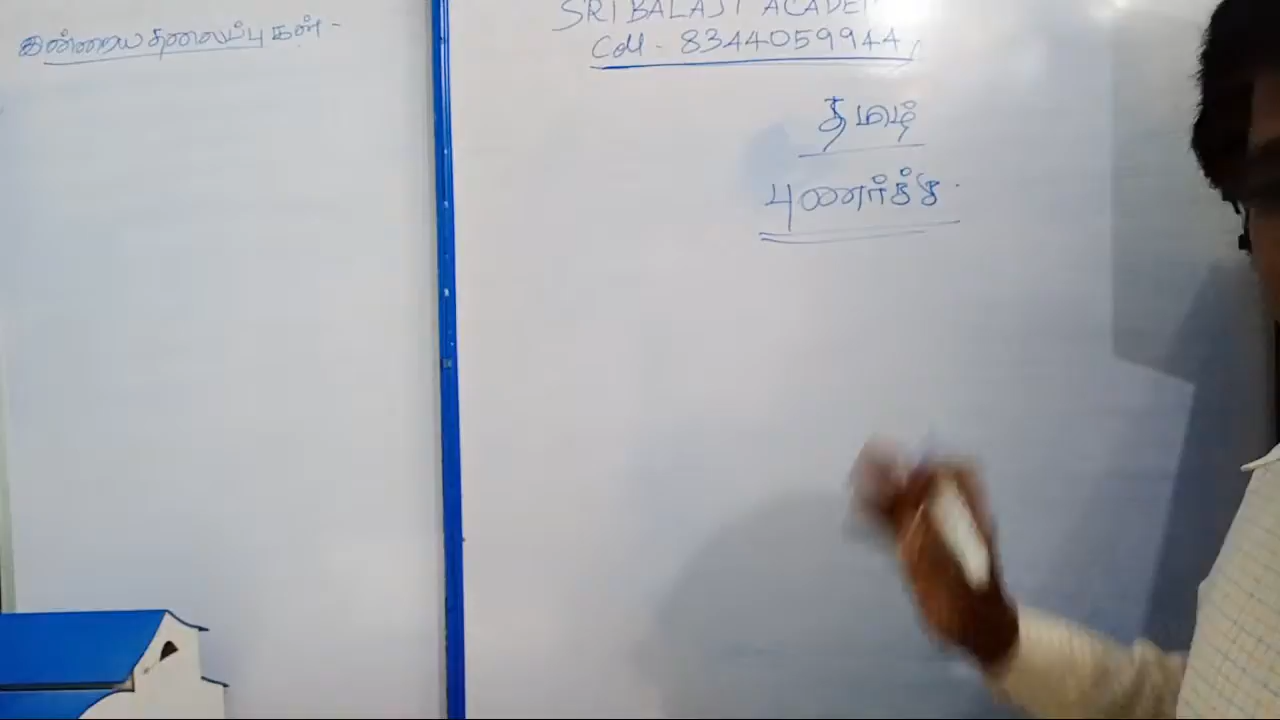 இன்றைய தலைப்புகள் -
SRI BALAJI ACADEM
Cell - 8344059944
தமிழ்
புணர்ச்சி